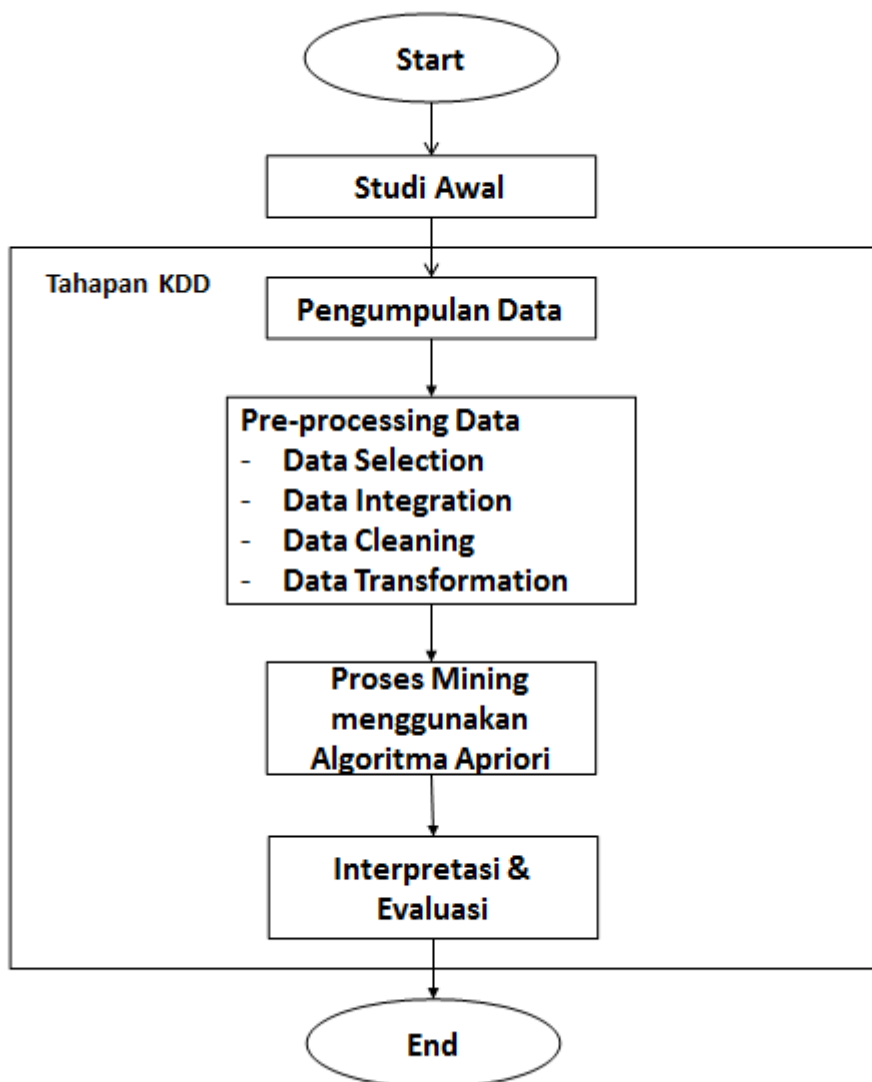 Start
Studi Awal
Tahapan KDD
Pengumpulan Data
Pre-processing Data
- Data Selection
- Data Integration
- Data Cleaning
- Data Transformation
Proses Mining
menggunakan
Algoritma Apriori
Interpretasi &
Evaluasi
End